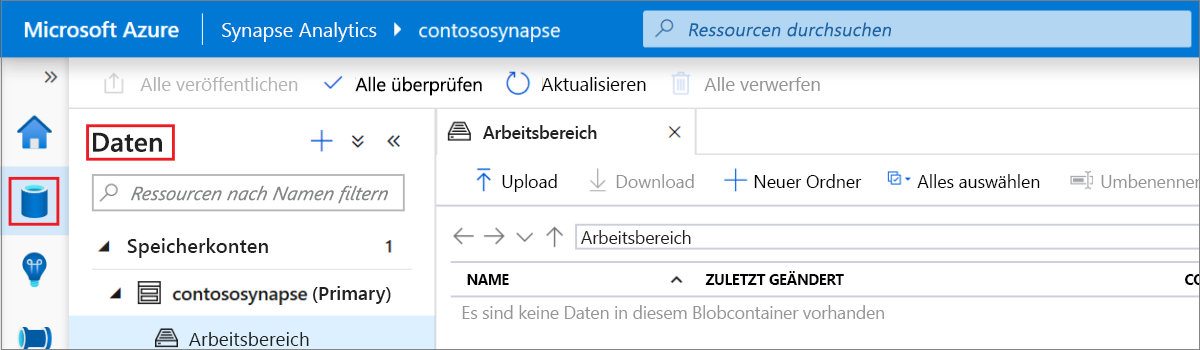 Microsoft Azure Synapse Analytics contososynapse Ressourcen durchsuchen
Alle veröffentlichen Alle überprüfen Aktualisieren Alle verwerfen
Daten
Arbeitsbereich
Ressourcen nach Namen filtern
Upload Download Neuer Ordner Alles auswählen Umbenennen
Speicherkonten 1
Arbeitsbereich
NAME ZULETZT GEÄNDERT CO
contososynapse (Primary)
Es sind keine Daten in diesem Blobcontainer vorhanden
Arbeitsbereich